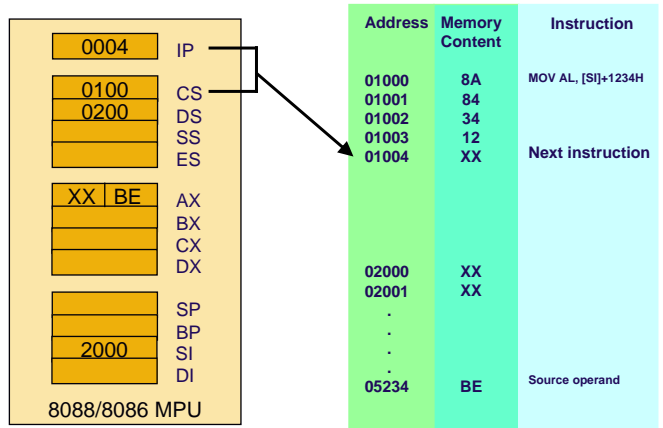 0004 IP
0100 CS
0200 DS
SS
ES
XX BE AX
BX
CX
DX
SP
BP
2000 SI
DI
8088/8086 MPU
Address Memory Content Instruction
01000 8A MOV AL, [SI]+1234H
01001 84
01002 34
01003 12
01004 XX Next instruction
02000 XX
02001 XX
.
.
.
.
05234 BE Source operand